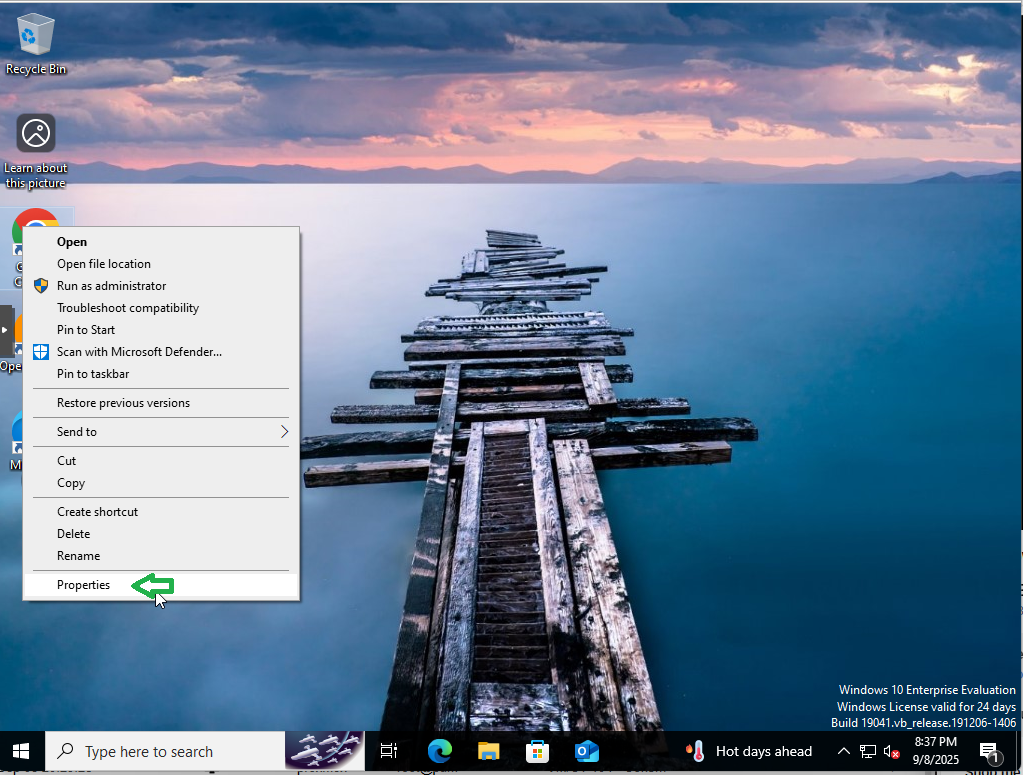 Recycle Bin
Learn about
this picture
G
G
Ope
M
Open
Open file location
Run as administrator
Troubleshoot compatibility
Pin to Start
Scan with Microsoft Defender...
Pin to taskbar
Restore previous versions
Send to
Cut
Copy
Create shortcut
Delete
Rename
Properties
Windows 10 Enterprise Evaluation
Windows License valid for 24 days
Build 19041.vb_release.191206-1406
Type here to search
Hot days ahead
8:37 PM
9/8/2025
1